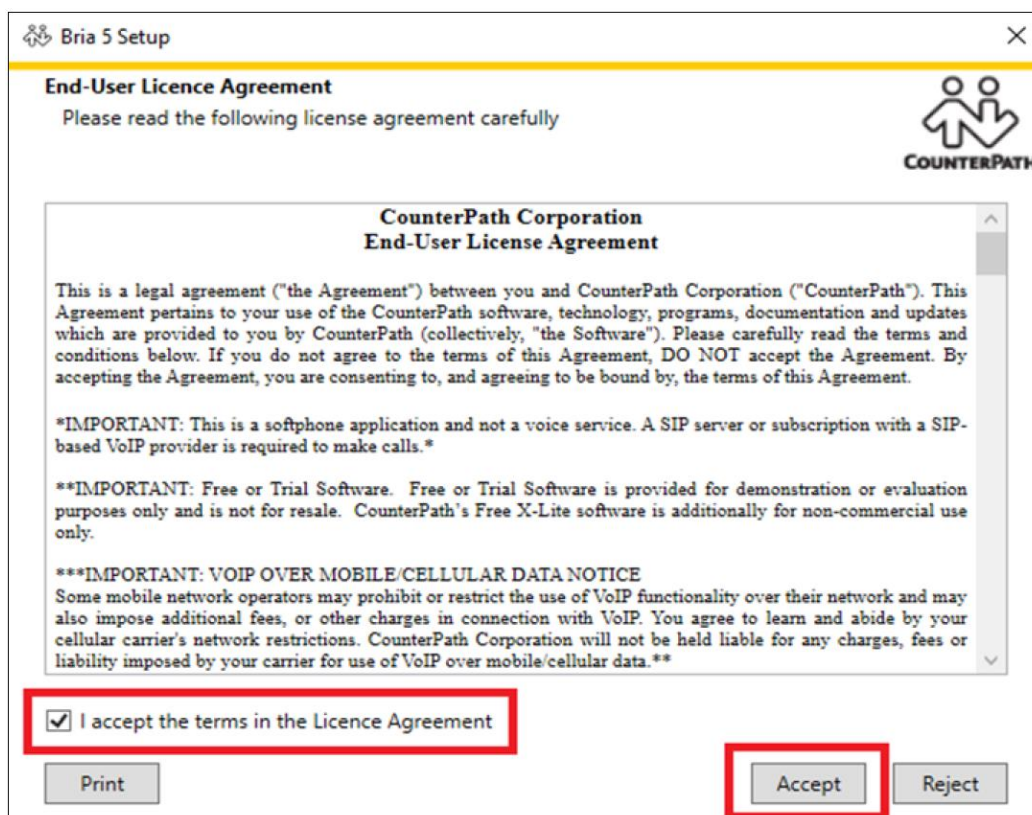 Bria 5 Setup
End-User Licence Agreement
Please read the following license agreement carefully
COUNTERPATH
CounterPath Corporation
End-User License Agreement
This is a legal agreement ("the Agreement") between you and CounterPath Corporation ("CounterPath"). This
Agreement pertains to your use of the CounterPath software, technology, programs, documentation and updates
which are provided to you by CounterPath (collectively, "the Software"). Please carefully read the terms and
conditions below. If you do not agree to the terms of this Agreement, DO NOT accept the Agreement. By
accepting the Agreement, you are consenting to, and agreeing to be bound by, the terms of this Agreement.
*IMPORTANT: This is a softphone application and not a voice service. A SIP server or subscription with a SIP-
based VoIP provider is required to make calls.*
**IMPORTANT: Free or Trial Software. Free or Trial Software is provided for demonstration or evaluation
purposes only and is not for resale. CounterPath's Free X-Lite software is additionally for non-commercial use
only.
***IMPORTANT: VOIP OVER MOBILE/CELLULAR DATA NOTICE
Some mobile network operators may prohibit or restrict the use of VoIP functionality over their network and may
also impose additional fees, or other charges in connection with VoIP. You agree to learn and abide by your
cellular carrier's network restrictions. CounterPath Corporation will not be held liable for any charges, fees or
liability imposed by your carrier for use of VoIP over mobile/cellular data.**
I accept the terms in the Licence Agreement
Print
Accept
Reject